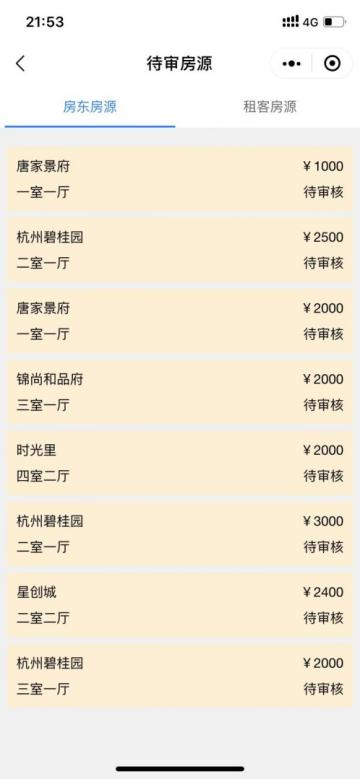 21:53 4G
待审房源
房东房源 租客房源
唐家景府 ¥1000
一室一厅 待审核
杭州碧桂园 ¥2500
二室一厅 待审核
唐家景府 ¥2000
一室一厅 待审核
锦尚和品府 ¥2000
三室一厅 待审核
时光里 ¥2000
四室二厅 待审核
杭州碧桂园 ¥3000
二室一厅 待审核
星创城 ¥2400
二室二厅 待审核
杭州碧桂园 ¥2000
三室一厅 待审核